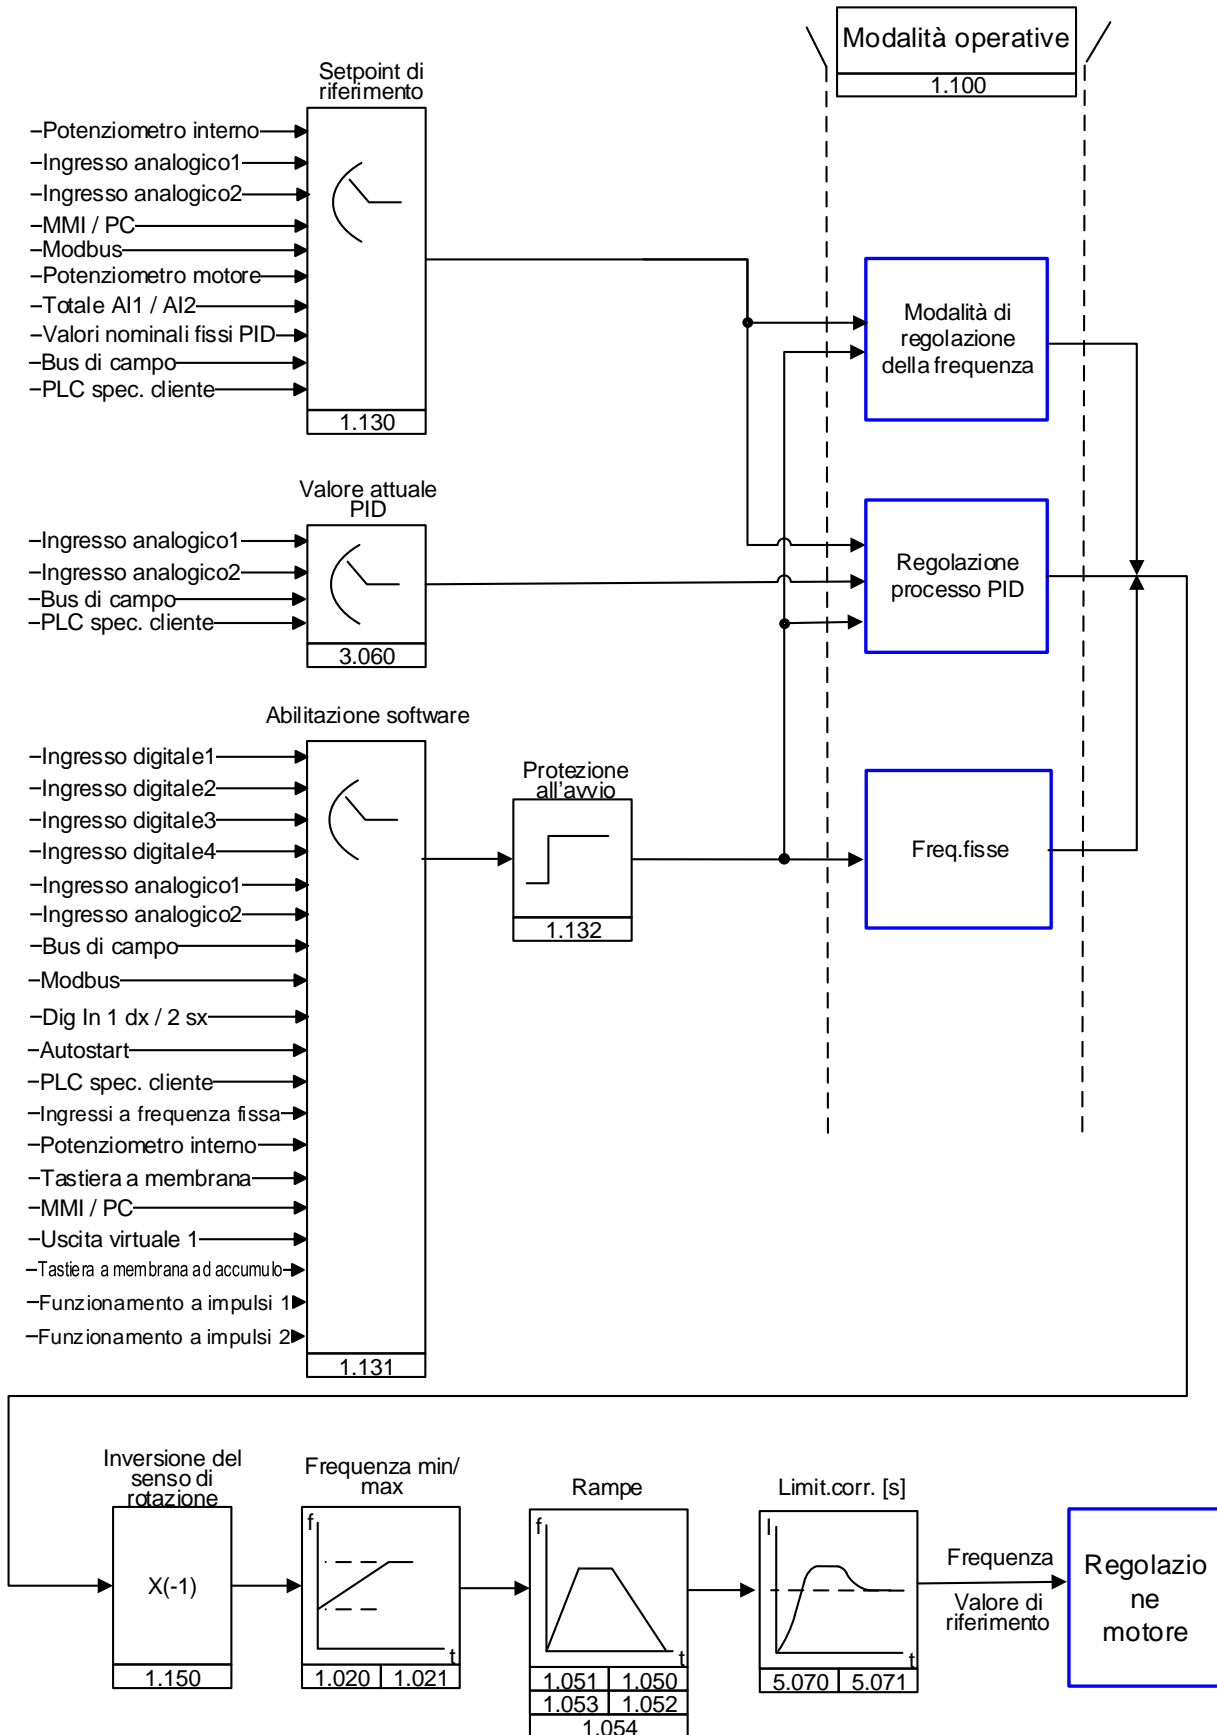 Modalità operative
1.100
Setpoint di
riferimento
Potenziometro interno
Ingresso analogico1
Ingresso analogico2
MMI / PC
Modbus
Potenziometro motore
Totale AI1 / AI2
Valori nominali fissi PID
Bus di campo
PLC spec. cliente
1.130
Modalità di
regolazione
della frequenza
Valore attuale
PID
Ingresso analogico1
Ingresso analogico2
Bus di campo
PLC spec. cliente
3.060
Regolazione
processo PID
Abilitazione software
Ingresso digitale1
Ingresso digitale2
Ingresso digitale3
Ingresso digitale4
Ingresso analogico1
Ingresso analogico2
Bus di campo
Modbus
Dig In 1 dx / 2 sx
Autostart
PLC spec. cliente
Ingressi a frequenza fissa
Potenziometro interno
Tastiera a membrana
MMI / PC
Uscita virtuale 1
Tastiera a membrana ad accumulo
Funzionamento a impulsi 1
Funzionamento a impulsi 2
1.131
Protezione
all'avvio
1.132
Freq.fisse
Inversione del
senso di
rotazione
X(-1)
1.150
Frequenza min/
max
f
t
1.020 1.021
Rampe
f
t
1.051 1.050
1.053 1.052
1.054
Limit.corr. [s]
I
t
5.070 5.071
Frequenza
Valore di
riferimento
Regolazio
ne
motore